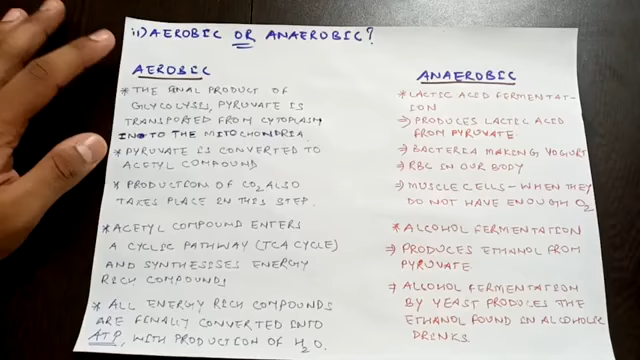 ii) AEROBIC OR ANAEROBIC?
AEROBIC
* THE FINAL PRODUCT OF
GLYCOLYSIS, PYRUVATE IS
TRANSPORTED FROM CYTOPLASM
INTO THE MITOCHONDRIA.
* PYRUVATE IS CONVERTED TO
ACETYL COMPOUND
* PRODUCTION OF CO2 ALSO
TAKES PLACE IN THIS STEP.
* ACETYL COMPOUND ENTERS
A CYCLIC PATHWAY (TCA CYCLE)
AND SYNTHESISES ENERGY
RICH COMPOUNDS
* ALL ENERGY RICH COMPOUNDS
ARE FINALLY CONVERTED INTO
ATP, WITH PRODUCTION OF H2O.
ANAEROBIC
* LACTIC ACID FERMENTAT-
ION
⇒ PRODUCES LACTIC ACID
FROM PYRUVATE
⇒ BACTERIA MAKING YOGURT
⇒ RBC IN OUR BODY
⇒ MUSCLE CELLS - WHEN THEY
DO NOT HAVE ENOUGH O2
* ALCOHOL FERMENTATION
⇒ PRODUCES ETHANOL FROM
PYRUVATE
⇒ ALCOHOL FERMENTATION
BY YEAST PRODUCES THE
ETHANOL FOUND IN ALCOHOLIC
DRINKS.